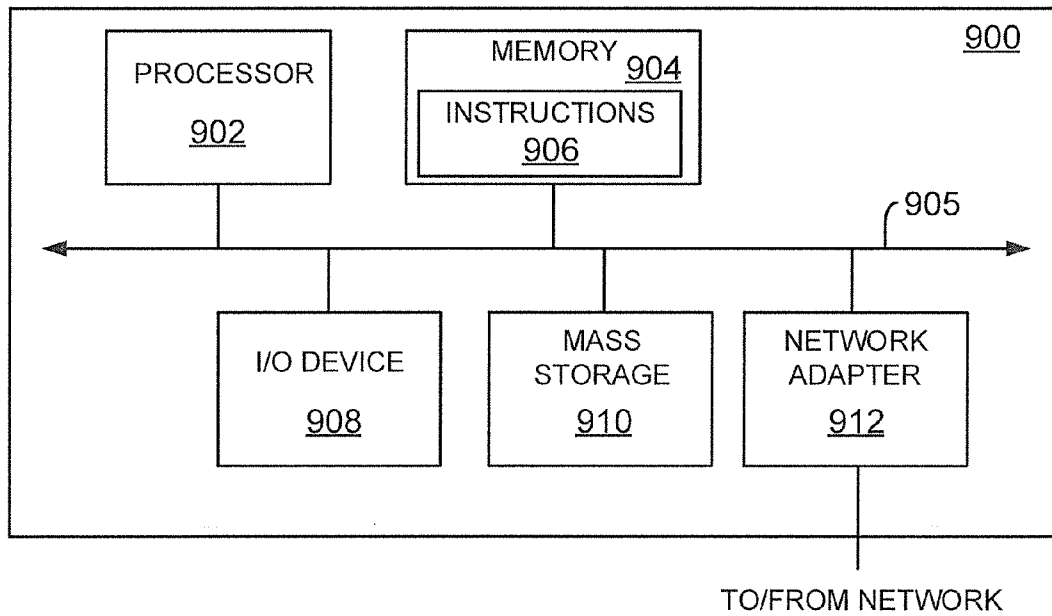 900
PROCESSOR
902
MEMORY
904
INSTRUCTIONS
906
905
I/O DEVICE
908
MASS
STORAGE
910
NETWORK
ADAPTER
912
TO/FROM NETWORK